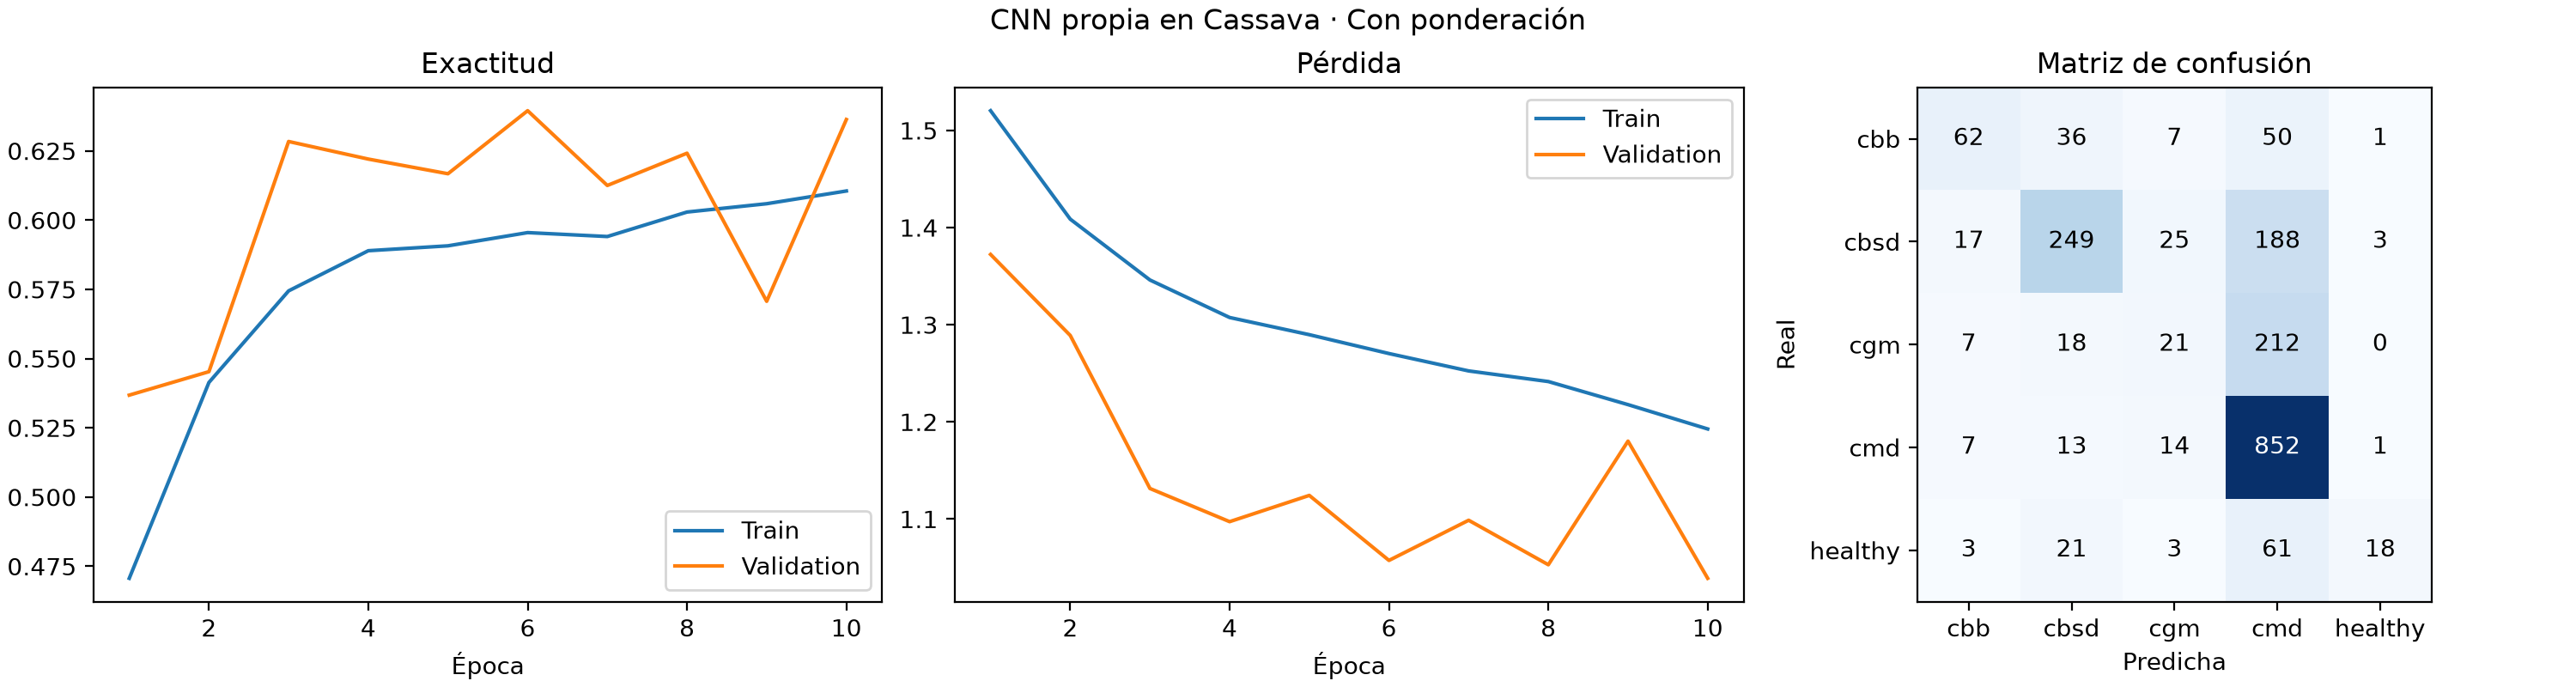 CNN propia en Cassava · Con ponderación
Exactitud
0.625
0.600
0.575
0.550
0.525
0.500
0.475
Train
Validation
2 4 6 8 10
Época
Pérdida
1.5
1.4
1.3
1.2
1.1
Train
Validation
2 4 6 8 10
Época
Matriz de confusión
Real
cbb 62 36 7 50 1
cbsd 17 249 25 188 3
cgm 7 18 21 212 0
cmd 7 13 14 852 1
healthy 3 21 3 61 18
cbb cbsd cgm cmd healthy
Predicha